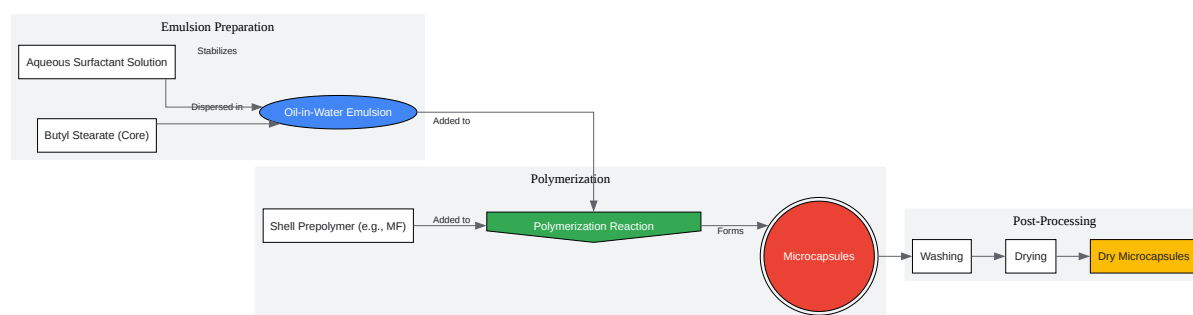 Emulsion Preparation
Aqueous Surfactant Solution
Stabilizes
Dispersed in
Oil-in-Water Emulsion
Butyl Stearate (Core)
Added to
Polymerization
Shell Prepolymer (e.g., MF)
Added to
Polymerization Reaction
Forms
Microcapsules
Post-Processing
Washing
Drying
Dry Microcapsules